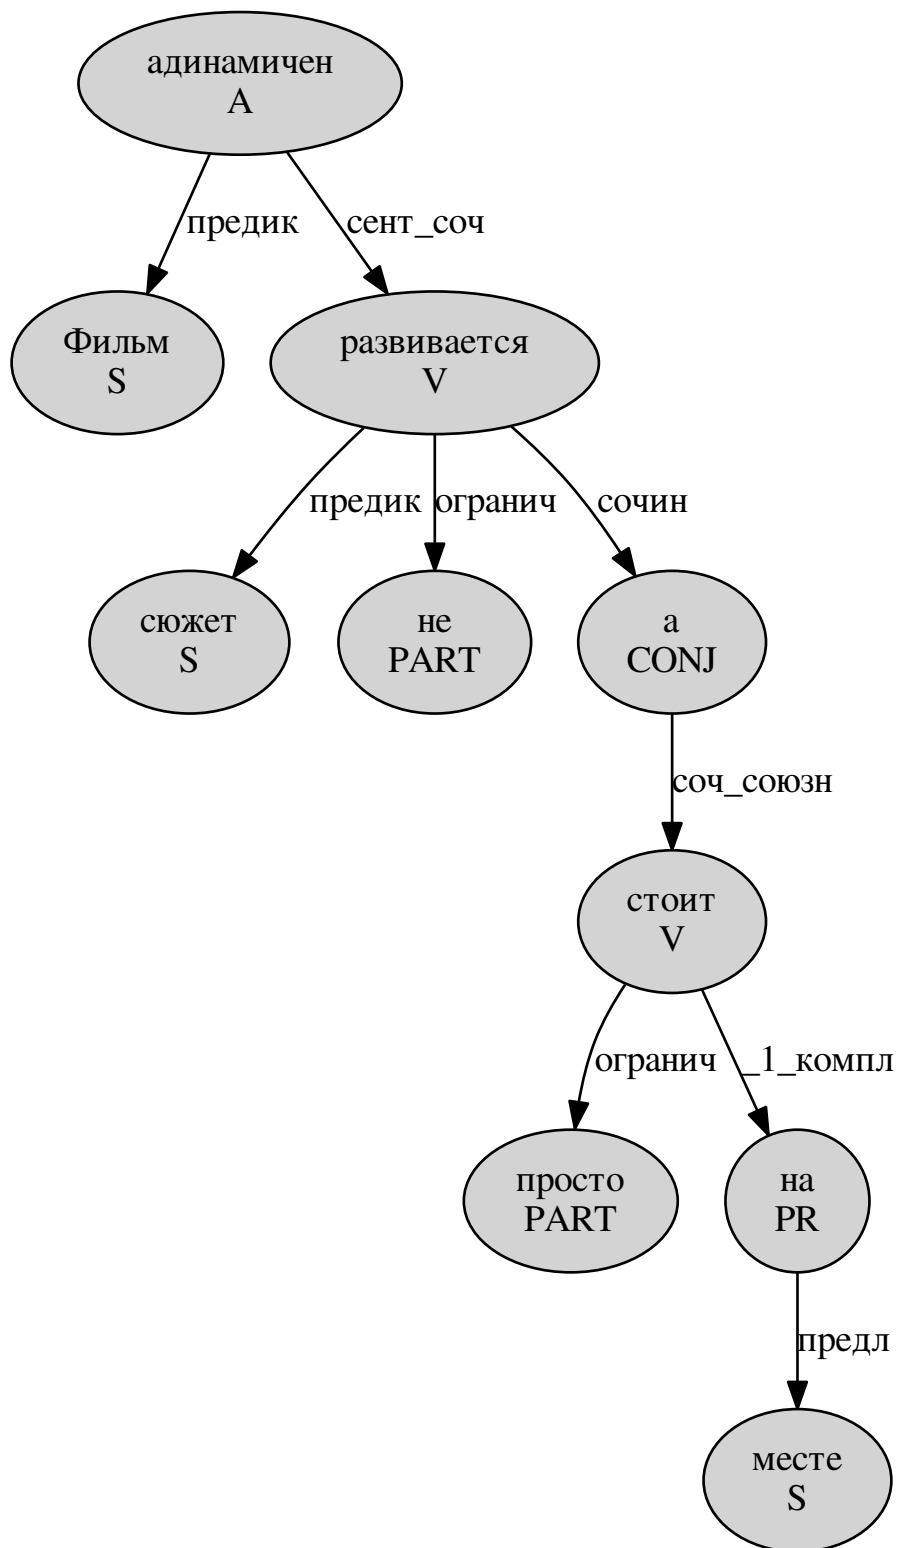 адинамичен
A
предик
сент_соч
Фильм
S
развивается
V
предик
огранич
сочин
сюжет
S
не
PART
а
CONJ
соч_союзн
стоит
V
огранич
_1_компл
просто
PART
на
PR
предл
месте
S